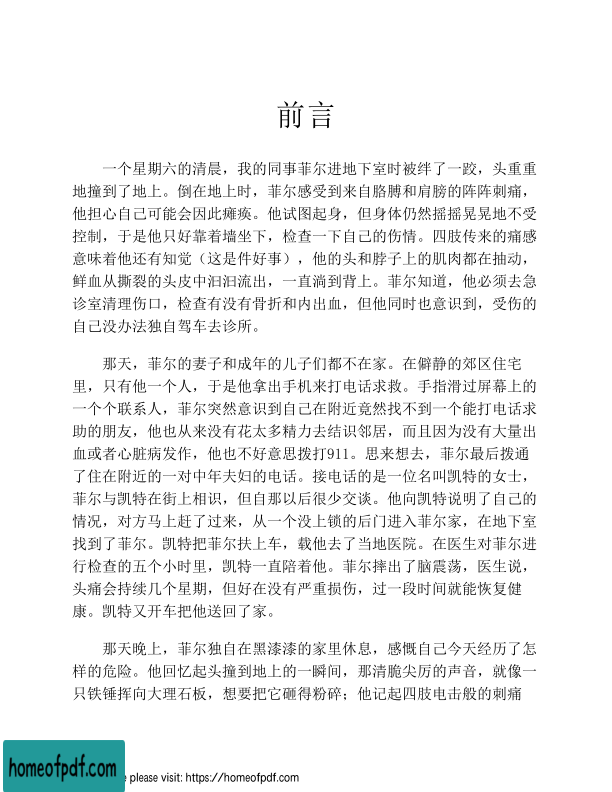 前言
一个星期六的清晨，我的同事菲尔进地下室时被绊了一跤，头重重
地撞到了地上。倒在地上时，菲尔感受到来自胳膊和肩膀的阵阵刺痛，
他担心自己可能会因此瘫痪。他试图起身，但身体仍然摇摇晃晃地不受
控制，于是他只好靠着墙坐下，检查一下自己的伤情。四肢传来的痛感
意味着他还有知觉（这是件好事），他的头和脖子上的肌肉都在抽动，
鲜血从撕裂的头皮中汩汩流出，一直淌到背上。菲尔知道，他必须去急
诊室清理伤口，检查有没有骨折和内出血，但他同时也意识到，受伤的
自己没办法独自驾车去诊所。
那天，菲尔的妻子和成年的儿子们都不在家。在僻静的郊区住宅
里，只有他一个人，于是他拿出手机来打电话求救。手指滑过屏幕上的
一个个联系人，菲尔突然意识到自己在附近竟然找不到一个能打电话求
助的朋友，他也从来没有花太多精力去结识邻居，而且因为没有大量出
血或者心脏病发作，他也不好意思拨打911。思来想去，菲尔最后拨通
了住在附近的一对中年夫妇的电话。接电话的是一位名叫凯特的女士，
菲尔与凯特在街上相识，但自那以后很少交谈。他向凯特说明了自己的
情况，对方马上赶了过来，从一个没上锁的后门进入菲尔家，在地下室
找到了菲尔。凯特把菲尔扶上车，载他去了当地医院。在医生对菲尔进
行检查的五个小时里，凯特一直陪着他。菲尔摔出了脑震荡，医生说，
头痛会持续几个星期，但好在没有严重损伤，过一段时间就能恢复健
康。凯特又开车把他送回了家。
那天晚上，菲尔独自在黑漆漆的家里休息，感慨自己今天经历了怎
样的危险。他回忆起头撞到地上的一瞬间，那清脆尖厉的声音，就像一
只铁锤挥向大理石板，想要把它砸得粉碎；他记起四肢电击般的刺痛
homeofpdf.com
e please visit: https://homeofpdf.com